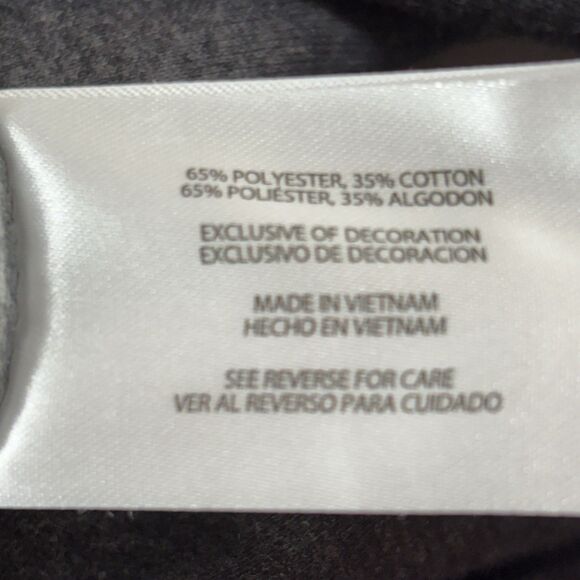 65% POLYESTER, 35% COTTON
65% POLIÉSTER, 35% ALGODON
EXCLUSIVE OF DECORATION
EXCLUSIVO DE DECORACION
MADE IN VIETNAM
HECHO EN VIETNAM
SEE REVERSE FOR CARE
VER AL REVERSO PARA CUIDADO